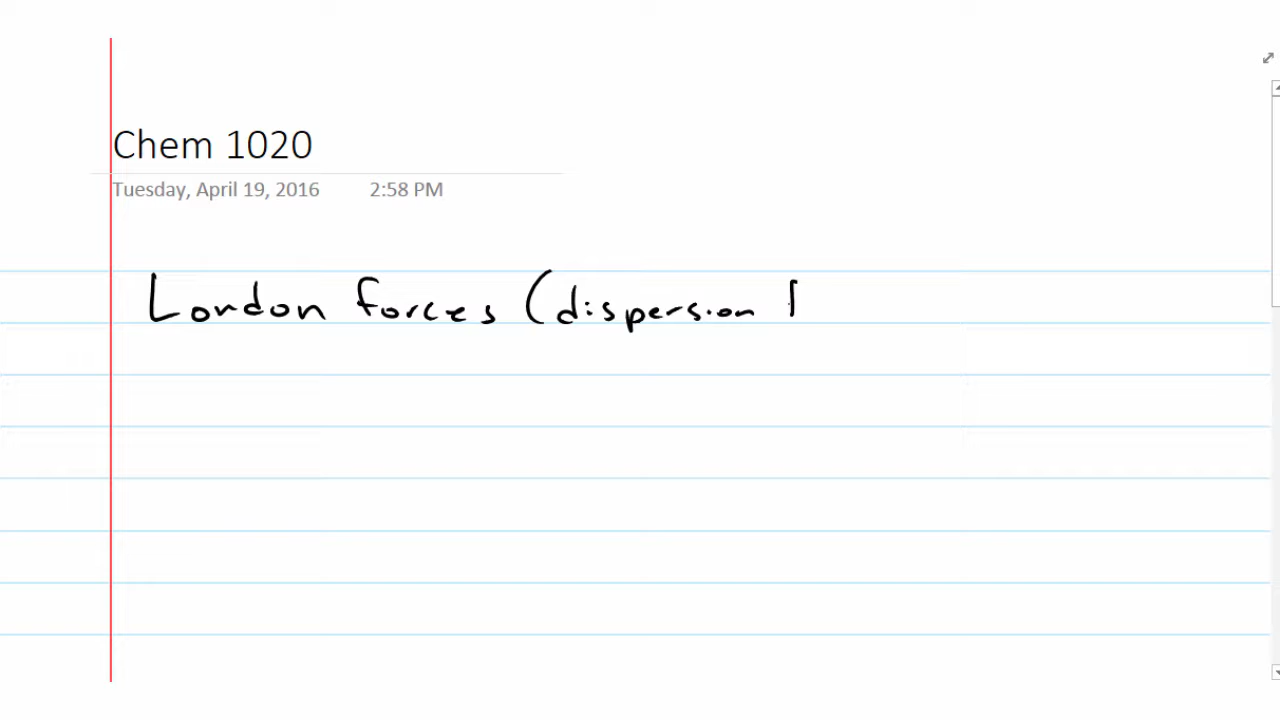 Chem 1020
Tuesday, April 19, 2016 2:58 PM
London forces (dispersion